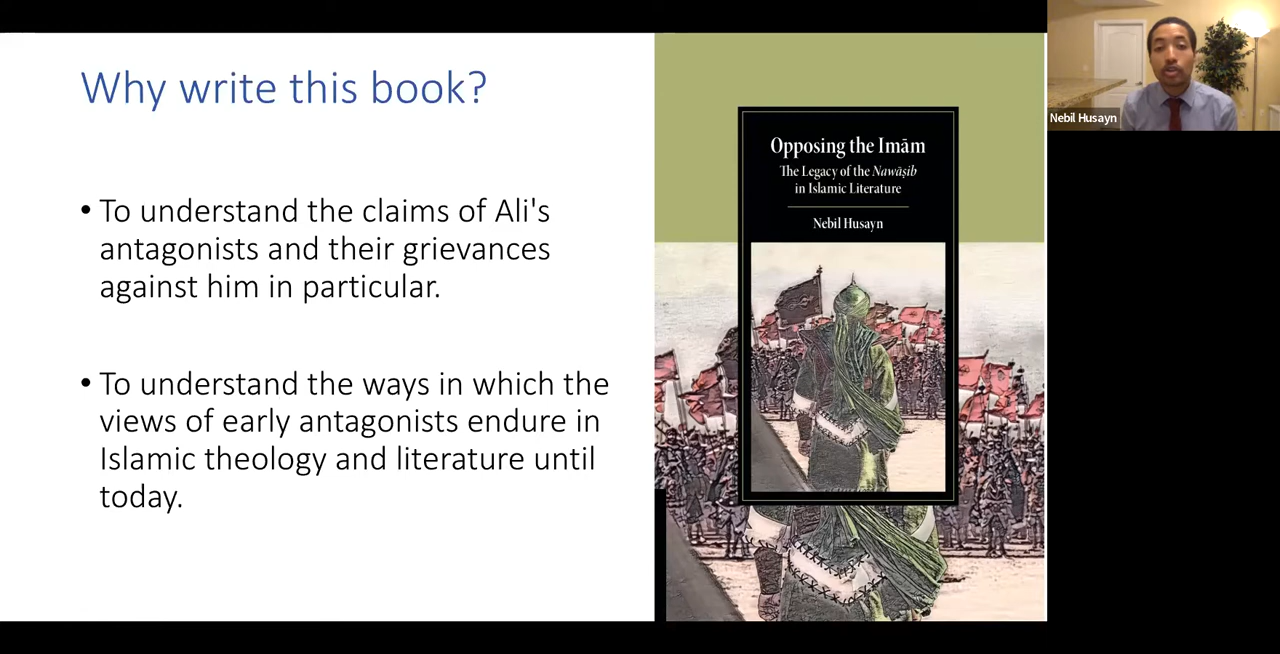 Why write this book?
• To understand the claims of Ali's
antagonists and their grievances
against him in particular.
• To understand the ways in which the
views of early antagonists endure in
Islamic theology and literature until
today.
Opposing the Imām
The Legacy of the Nawāṣib
in Islamic Literature
Nebil Husayn
Nebil Husayn